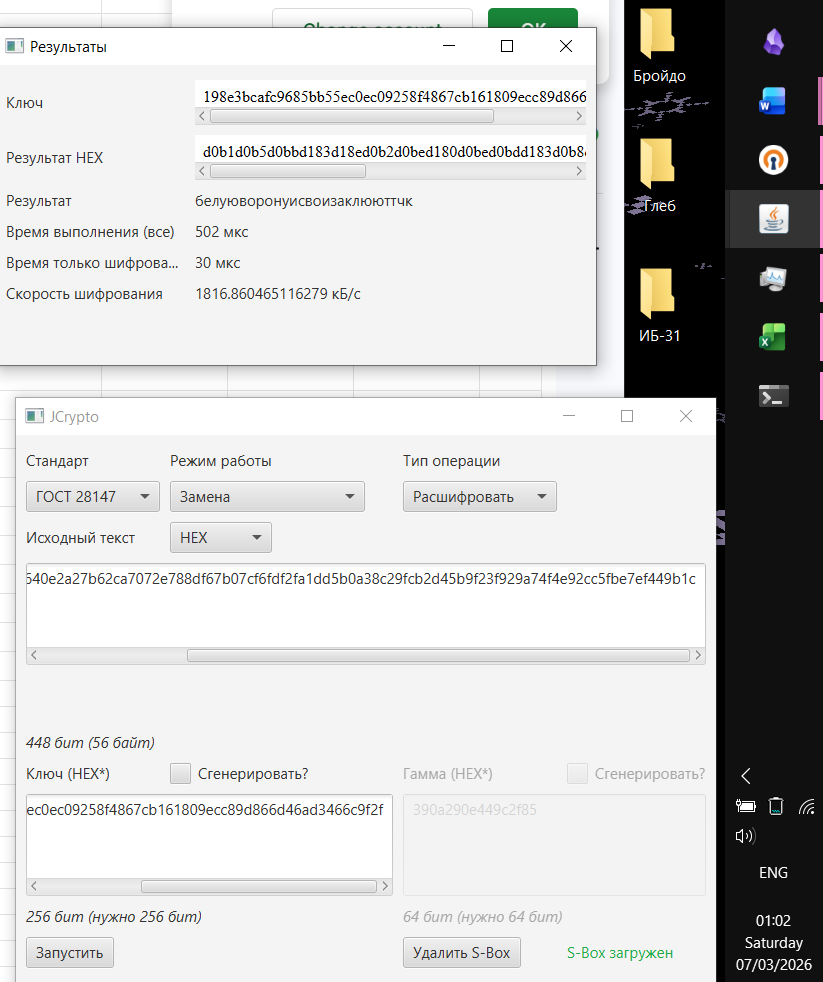 Change account
OK
Результаты
Ключ
198e3bcafc9685bb55ec0ec09258f4867cb161809ecc89d866
Результат HEX
d0b1d0b5d0bbd183d18ed0b2d0bed180d0bed0bdd183d0b8
Результат
белуюворонуисвоизаклююттчк
Время выполнения (все)
502 мкс
Время только шифрова...
30 мкс
Скорость шифрования
1816.860465116279 кБ/с
JCrypto
Стандарт
Режим работы
Тип операции
ГОСТ 28147
Замена
Расшифровать
Исходный текст
HEX
640e2a27b62ca7072e788df67b07cf6fdf2fa1dd5b0a38c29fcb2d45b9f23f929a74f4e92cc5fbe7ef449b1c
448 бит (56 байт)
Ключ (HEX*)
Сгенерировать?
Гамма (HEX*)
Сгенерировать?
ec0ec09258f4867cb161809ecc89d866d46ad3466c9f2f
390a290e449c2f85
256 бит (нужно 256 бит)
64 бит (нужно 64 бит)
Запустить
Удалить S-Box
S-Box загружен
Бройдо
Глеб
ИБ-31
ENG
01:02
Saturday
07/03/2026